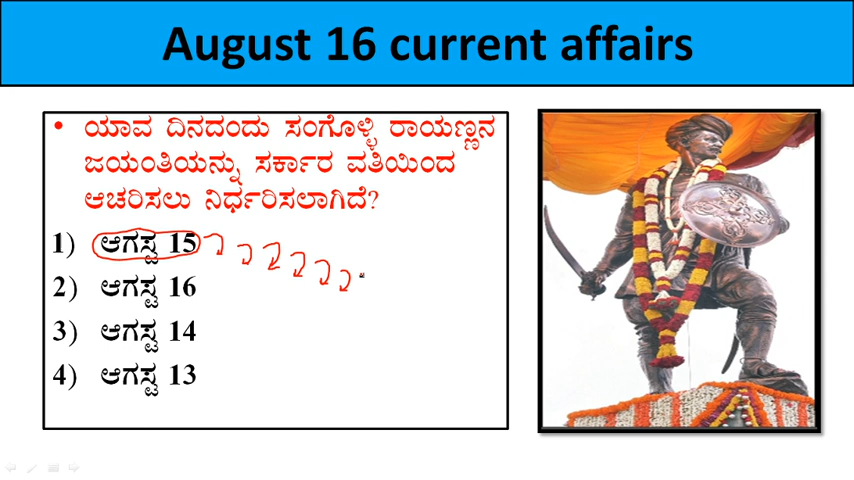 August 16 current affairs
• ಯಾವ ದಿನದಂದು ಸಂಗೊಳ್ಳಿ ರಾಯಣ್ಣನ
ಜಯಂತಿಯನ್ನು ಸರ್ಕಾರ ವತಿಯಿಂದ
ಆಚರಿಸಲು ನಿರ್ಧರಿಸಲಾಗಿದೆ?
1) ಆಗಸ್ಟ 15
2) ಆಗಸ್ಟ 16
3) ಆಗಸ್ಟ 14
4) ಆಗಸ್ಟ 13